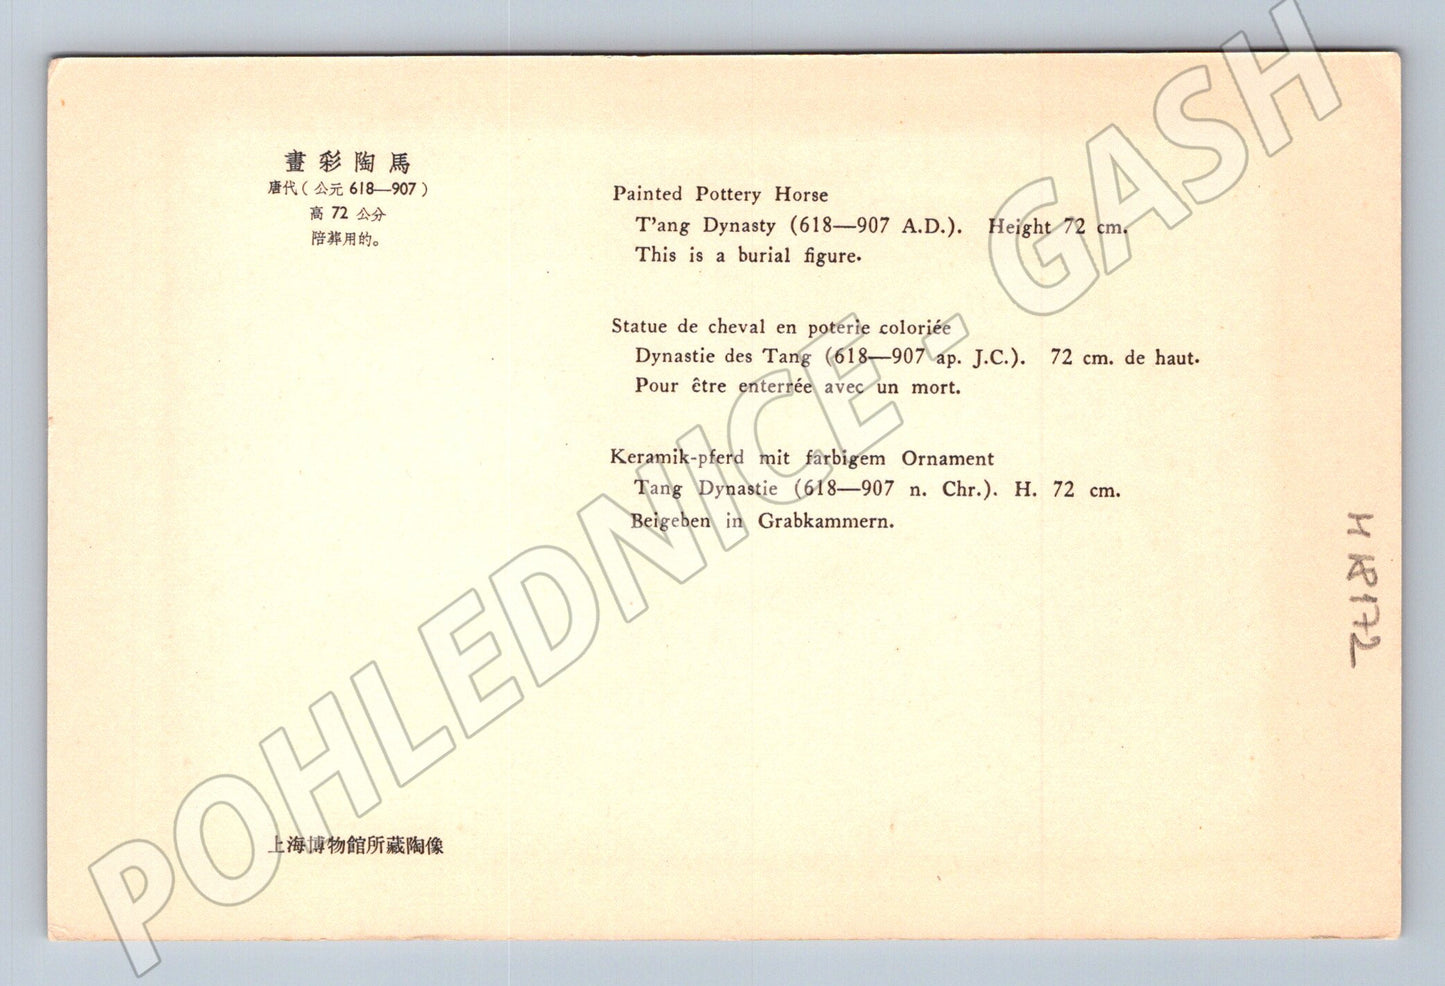 畫彩陶馬
唐代(公元 618—907)
高 72 公分
陪葬用的。
Painted Pottery Horse
T'ang Dynasty (618—907 A.D.). Height 72 cm.
This is a burial figure.
Statue de cheval en poterie coloriée
Dynastie des Tang (618—907 ap. J.C.). 72 cm. de haut.
Pour être enterrée avec un mort.
Keramik-pferd mit farbigem Ornament
Tang Dynastie (618—907 n. Chr.). H. 72 cm.
Beigeben in Grabkammern.
上海博物館所藏陶像
POHLEDNICE - GASH